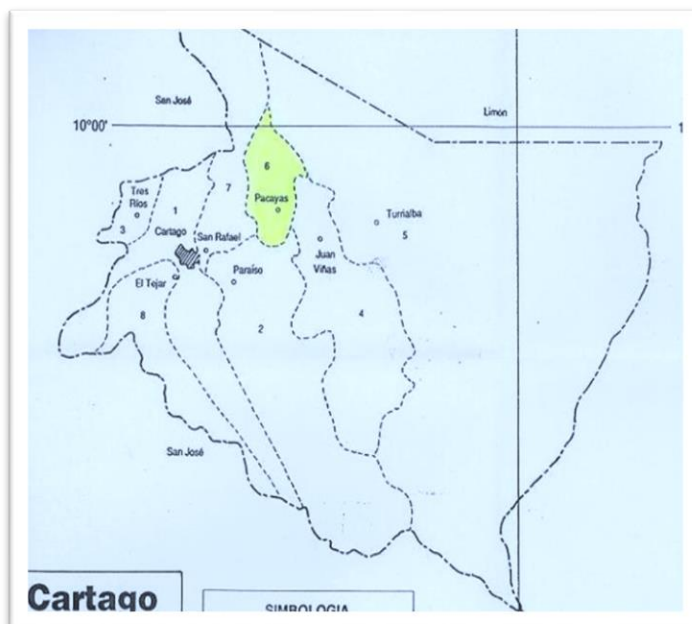 San José
Limon
10°00'
1
6
7
Pacayas
Tres
Ríos
3
1
Turrialba
5
Cartago
San Rafael
Juan
Viñas
Paraíso
El Tejar
8
2
4
San José
Cartago
SIMBOLOGIA